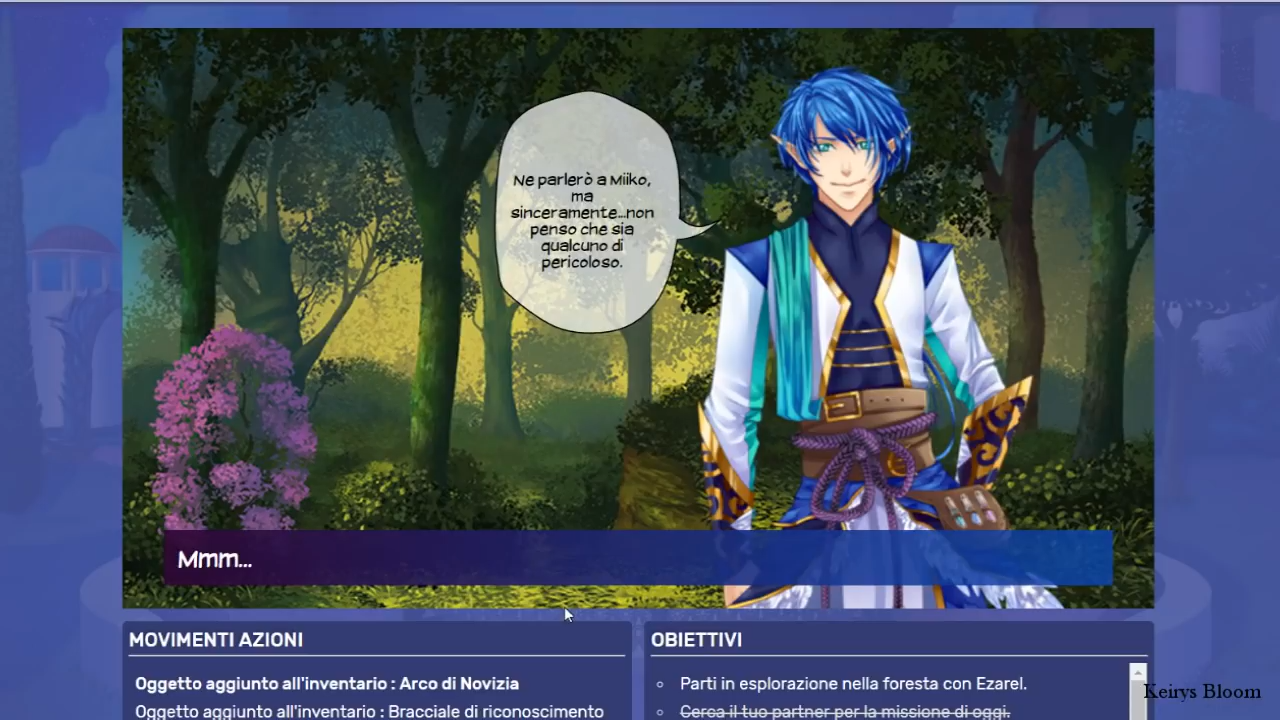 Ne parlerò a Miiko,
ma
sinceramente...non
penso che sia
qualcuno di
pericoloso.
Mmm...
MOVIMENTI AZIONI
Oggetto aggiunto all'inventario : Arco di Novizia
Oggetto aggiunto all'inventario : Bracciale di riconoscimento
OBIETTIVI
Parti in esplorazione nella foresta con Ezarel.
Cerca il tuo partner per la missione di oggi.
Keirys Bloom